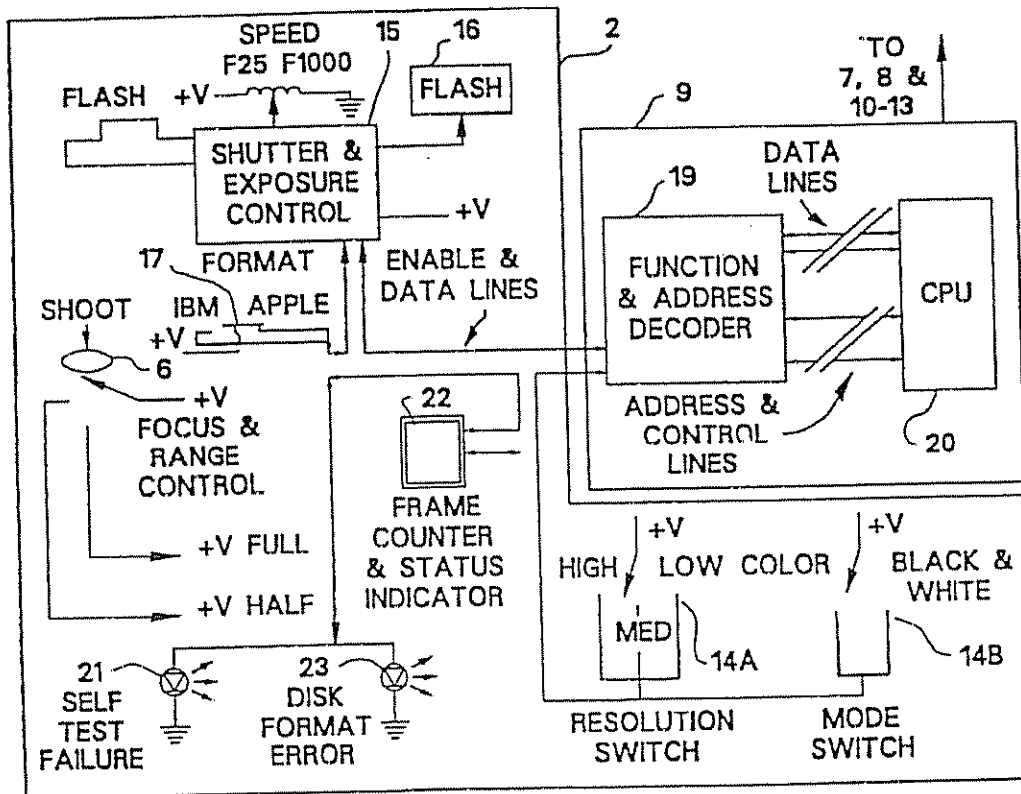 SPEED
F25 F1000
15
16
2
TO
7, 8 &
10-13
FLASH
+V
FLASH
9
SHUTTER &
EXPOSURE
CONTROL
+V
19
DATA
LINES
17
FORMAT
IBM APPLE
ENABLE &
DATA LINES
FUNCTION
& ADDRESS
DECODER
CPU
SHOOT
+V
6
+V
FOCUS &
RANGE
CONTROL
22
ADDRESS &
CONTROL
LINES
20
FRAME
COUNTER
& STATUS
INDICATOR
+V FULL
+V HALF
+V
HIGH
LOW
MED
14A
RESOLUTION
SWITCH
+V
COLOR
BLACK &
WHITE
14B
MODE
SWITCH
21
SELF
TEST
FAILURE
23
DISK
FORMAT
ERROR